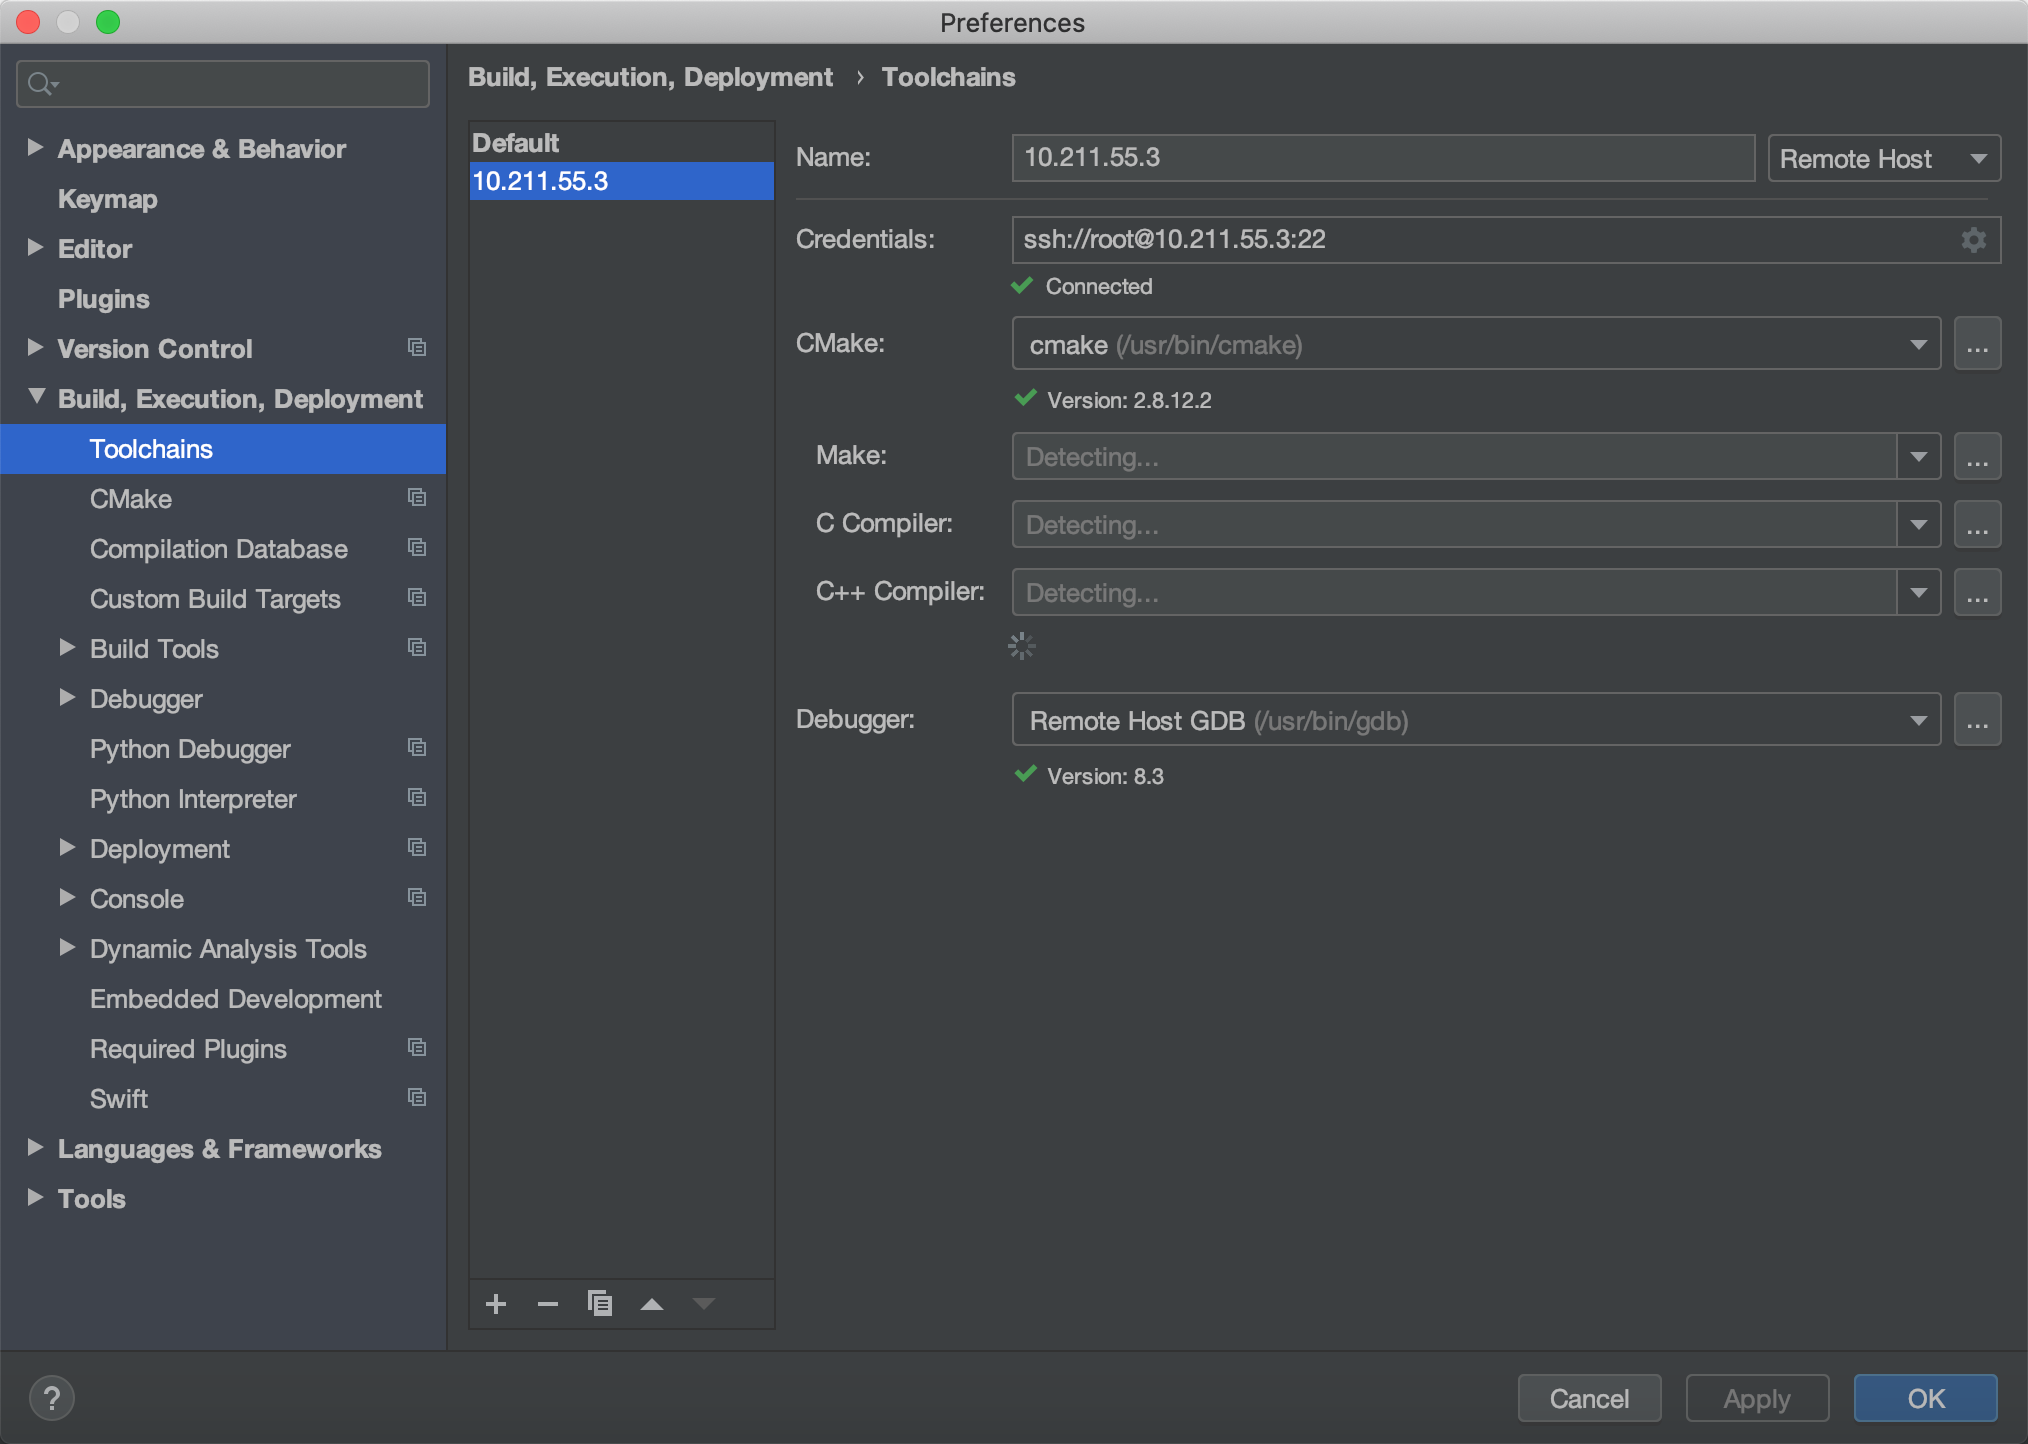 Preferences
Build, Execution, Deployment › Toolchains
Appearance & Behavior
Keymap
Editor
Plugins
Version Control
Build, Execution, Deployment
Toolchains
CMake
Compilation Database
Custom Build Targets
Build Tools
Debugger
Python Debugger
Python Interpreter
Deployment
Console
Dynamic Analysis Tools
Embedded Development
Required Plugins
Swift
Languages & Frameworks
Tools
Default
10.211.55.3
Name: 10.211.55.3 Remote Host
Credentials: ssh://root@10.211.55.3:22
Connected
CMake: cmake (/usr/bin/cmake) ...
Version: 2.8.12.2
Make: Detecting... ...
C Compiler: Detecting... ...
C++ Compiler: Detecting... ...
Debugger: Remote Host GDB (/usr/bin/gdb) ...
Version: 8.3
? Cancel Apply OK